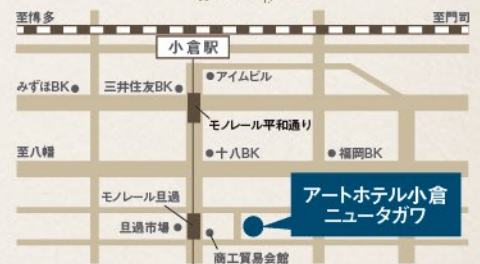 至博多
至門司
小倉駅
アイムビル
みずほBK
三井住友BK
モノレール平和通り
至八幡
十八BK
福岡BK
アートホテル小倉
ニュータガワ
モノレール旦過
旦過市場
商工貿易会館